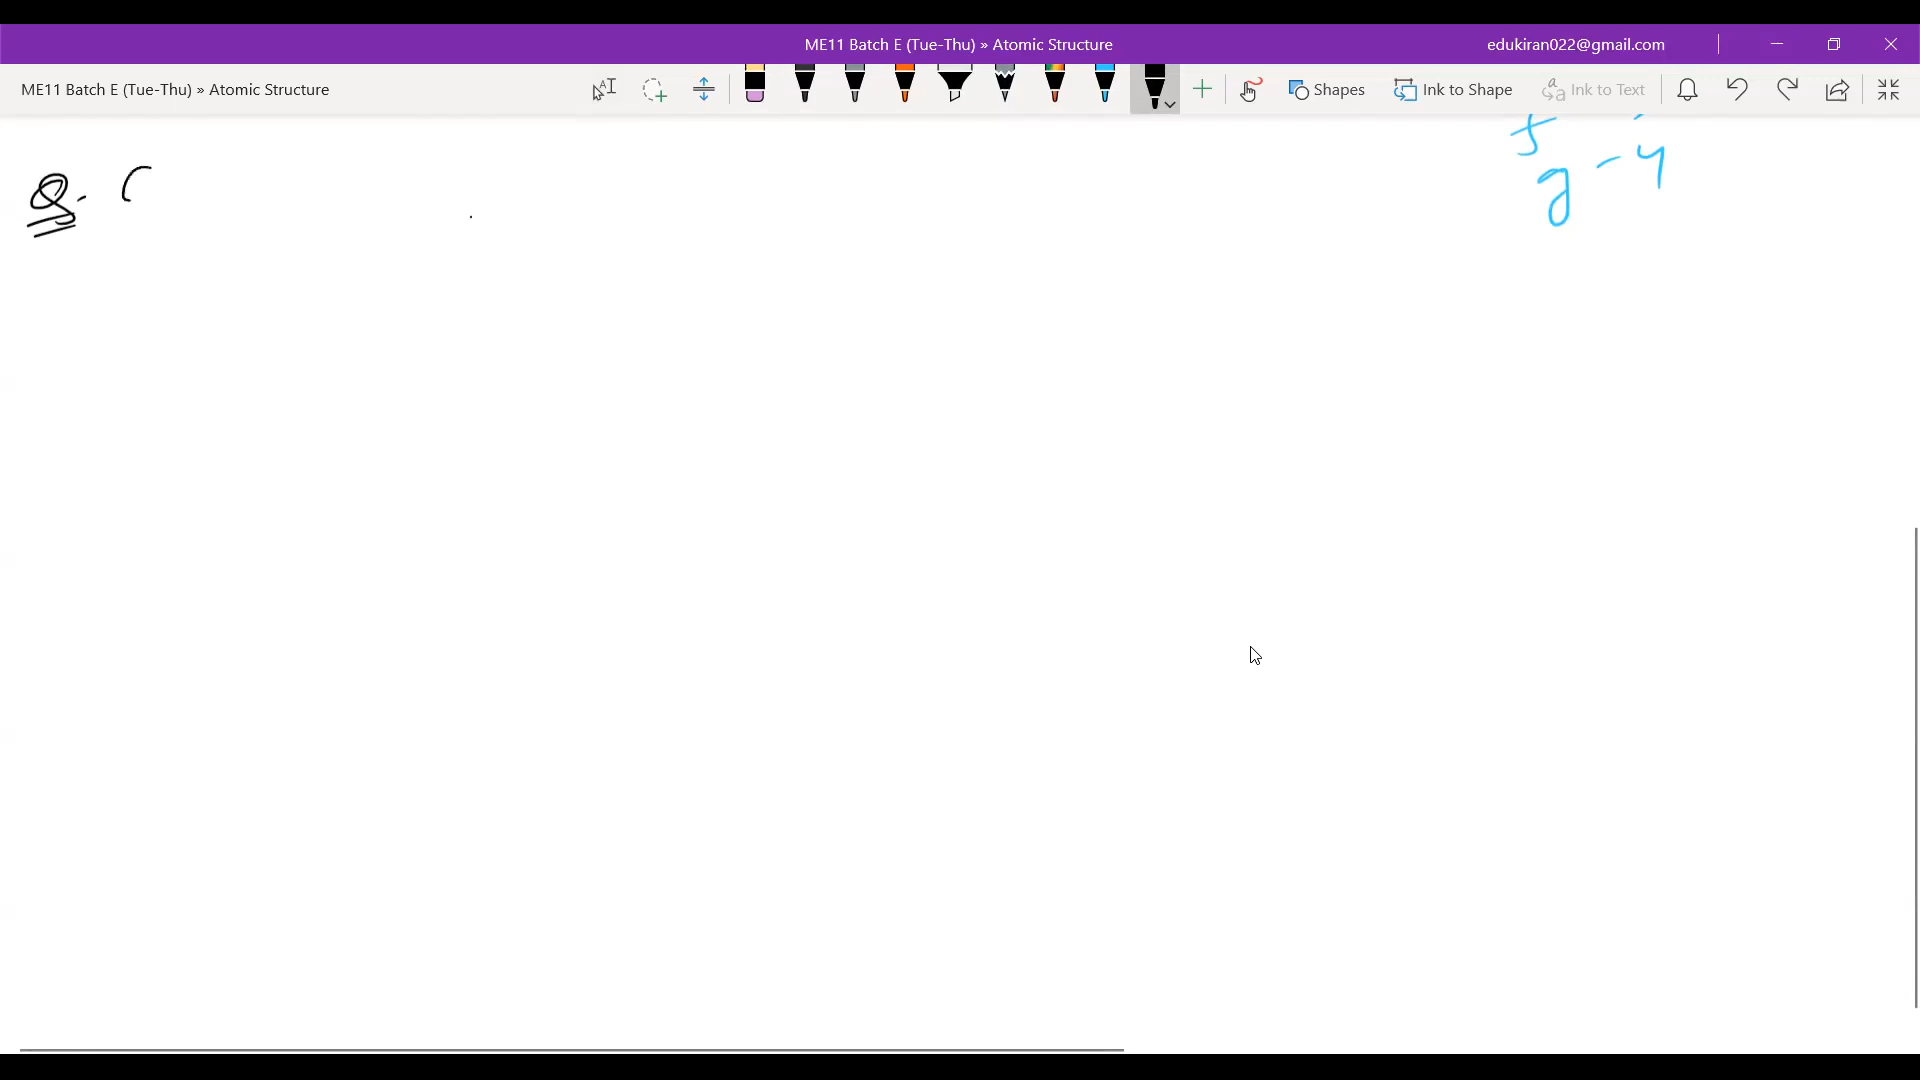 ME11 Batch E (Tue-Thu) » Atomic Structure
edukiran022@gmail.com
ME11 Batch E (Tue-Thu) » Atomic Structure
Shapes
Ink to Shape
Ink to Text
f
g - 4
Q. (